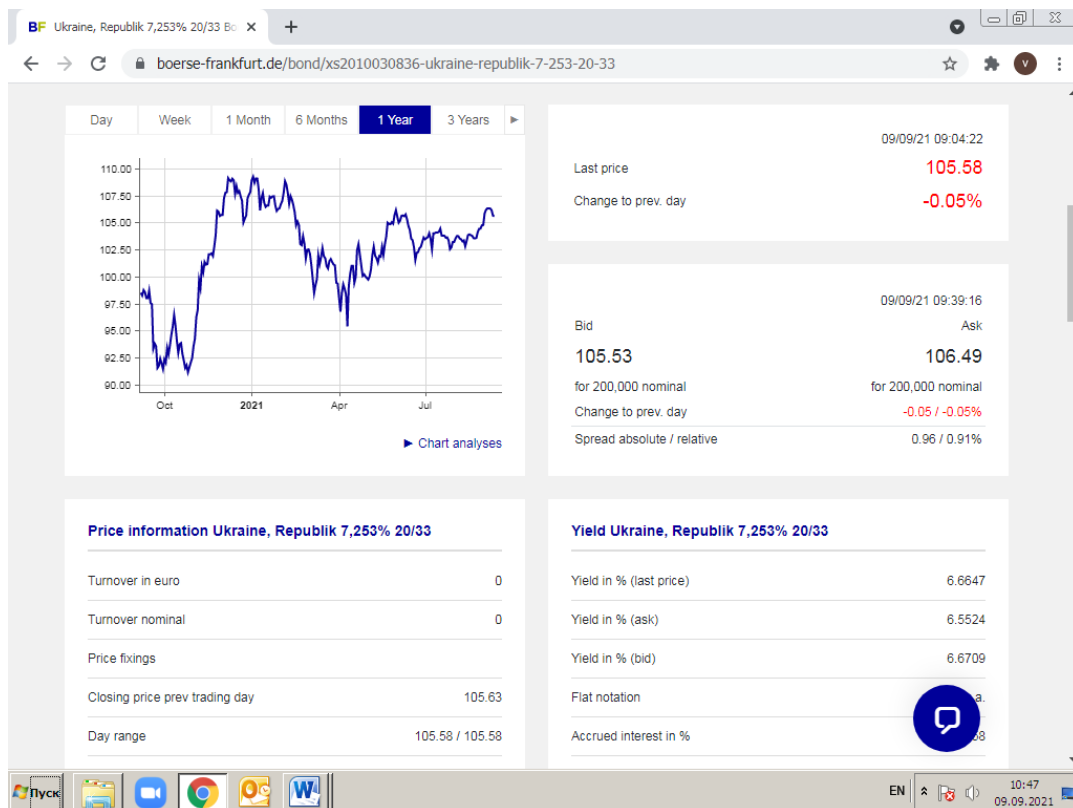 BF Ukraine, Republik 7,253% 20/33 Bo
boerse-frankfurt.de/bond/xs2010030836-ukraine-republik-7-253-20-33
V
Day Week 1 Month 6 Months 1 Year 3 Years
110.00
107.50
105.00
102.50
100.00
97.50
95.00
92.50
90.00
Oct 2021 Apr Jul
Chart analyses
09/09/21 09:04:22
Last price 105.58
Change to prev. day -0.05%
09/09/21 09:39:16
Bid Ask
105.53 106.49
for 200,000 nominal for 200,000 nominal
Change to prev. day -0.05 / -0.05%
Spread absolute / relative 0.96 / 0.91%
Price information Ukraine, Republik 7,253% 20/33
Turnover in euro 0
Turnover nominal 0
Price fixings
Closing price prev trading day 105.63
Day range 105.58 / 105.58
Yield Ukraine, Republik 7,253% 20/33
Yield in % (last price) 6.6647
Yield in % (ask) 6.5524
Yield in % (bid) 6.6709
Flat notation a.
Accrued interest in % 58
Пуск
EN
10:47
09.09.2021